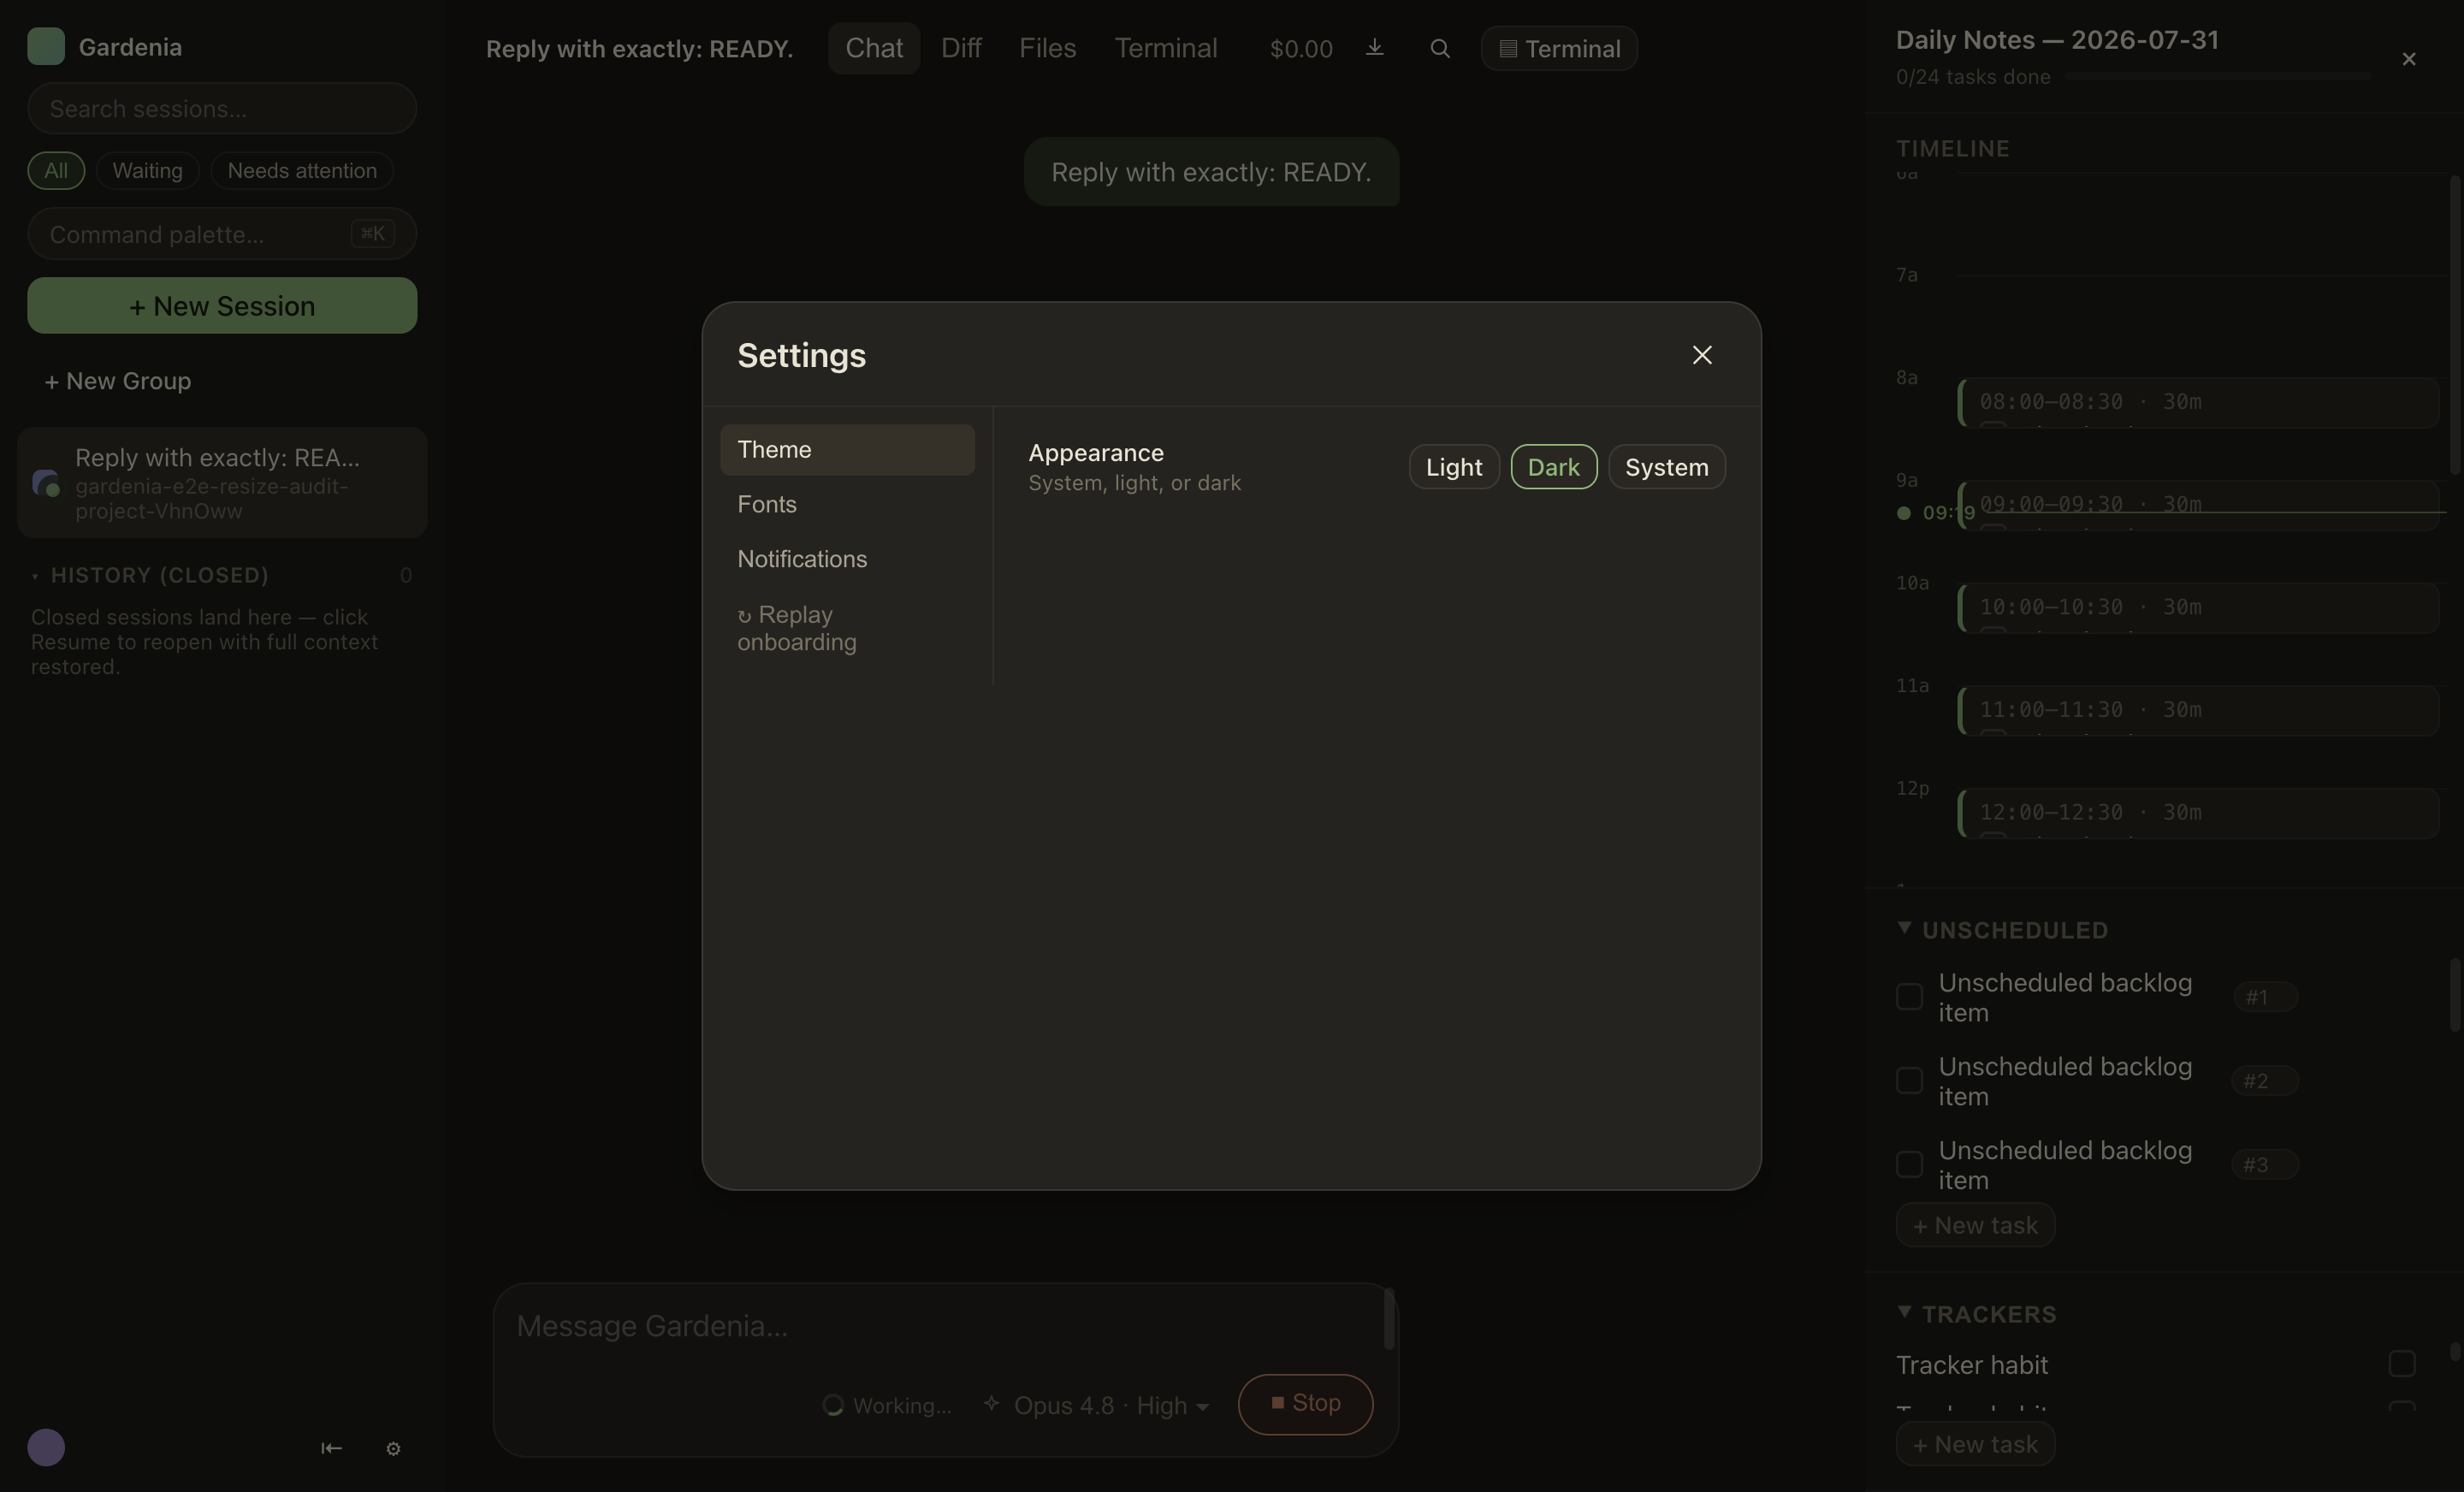 Gardenia
Search sessions...
All
Waiting
Needs attention
Command palette...
⌘K
+ New Session
+ New Group
Reply with exactly: REA...
gardenia-e2e-resize-audit-
project-VhnOww
HISTORY (CLOSED)
0
Closed sessions land here — click
Resume to reopen with full context
restored.
Reply with exactly: READY.
Chat
Diff
Files
Terminal
$0.00
Terminal
Reply with exactly: READY.
Settings
Theme
Fonts
Notifications
↻ Replay
onboarding
Appearance
System, light, or dark
Light
Dark
System
Message Gardenia...
Working...
Opus 4.8 · High
Stop
Daily Notes — 2026-07-31
0/24 tasks done
TIMELINE
6a
7a
8a
08:00–08:30 · 30m
9a
09:00–09:30 · 30m
09:19
10a
10:00–10:30 · 30m
11a
11:00–11:30 · 30m
12p
12:00–12:30 · 30m
UNSCHEDULED
Unscheduled backlog
item
#1
Unscheduled backlog
item
#2
Unscheduled backlog
item
#3
+ New task
TRACKERS
Tracker habit
+ New task